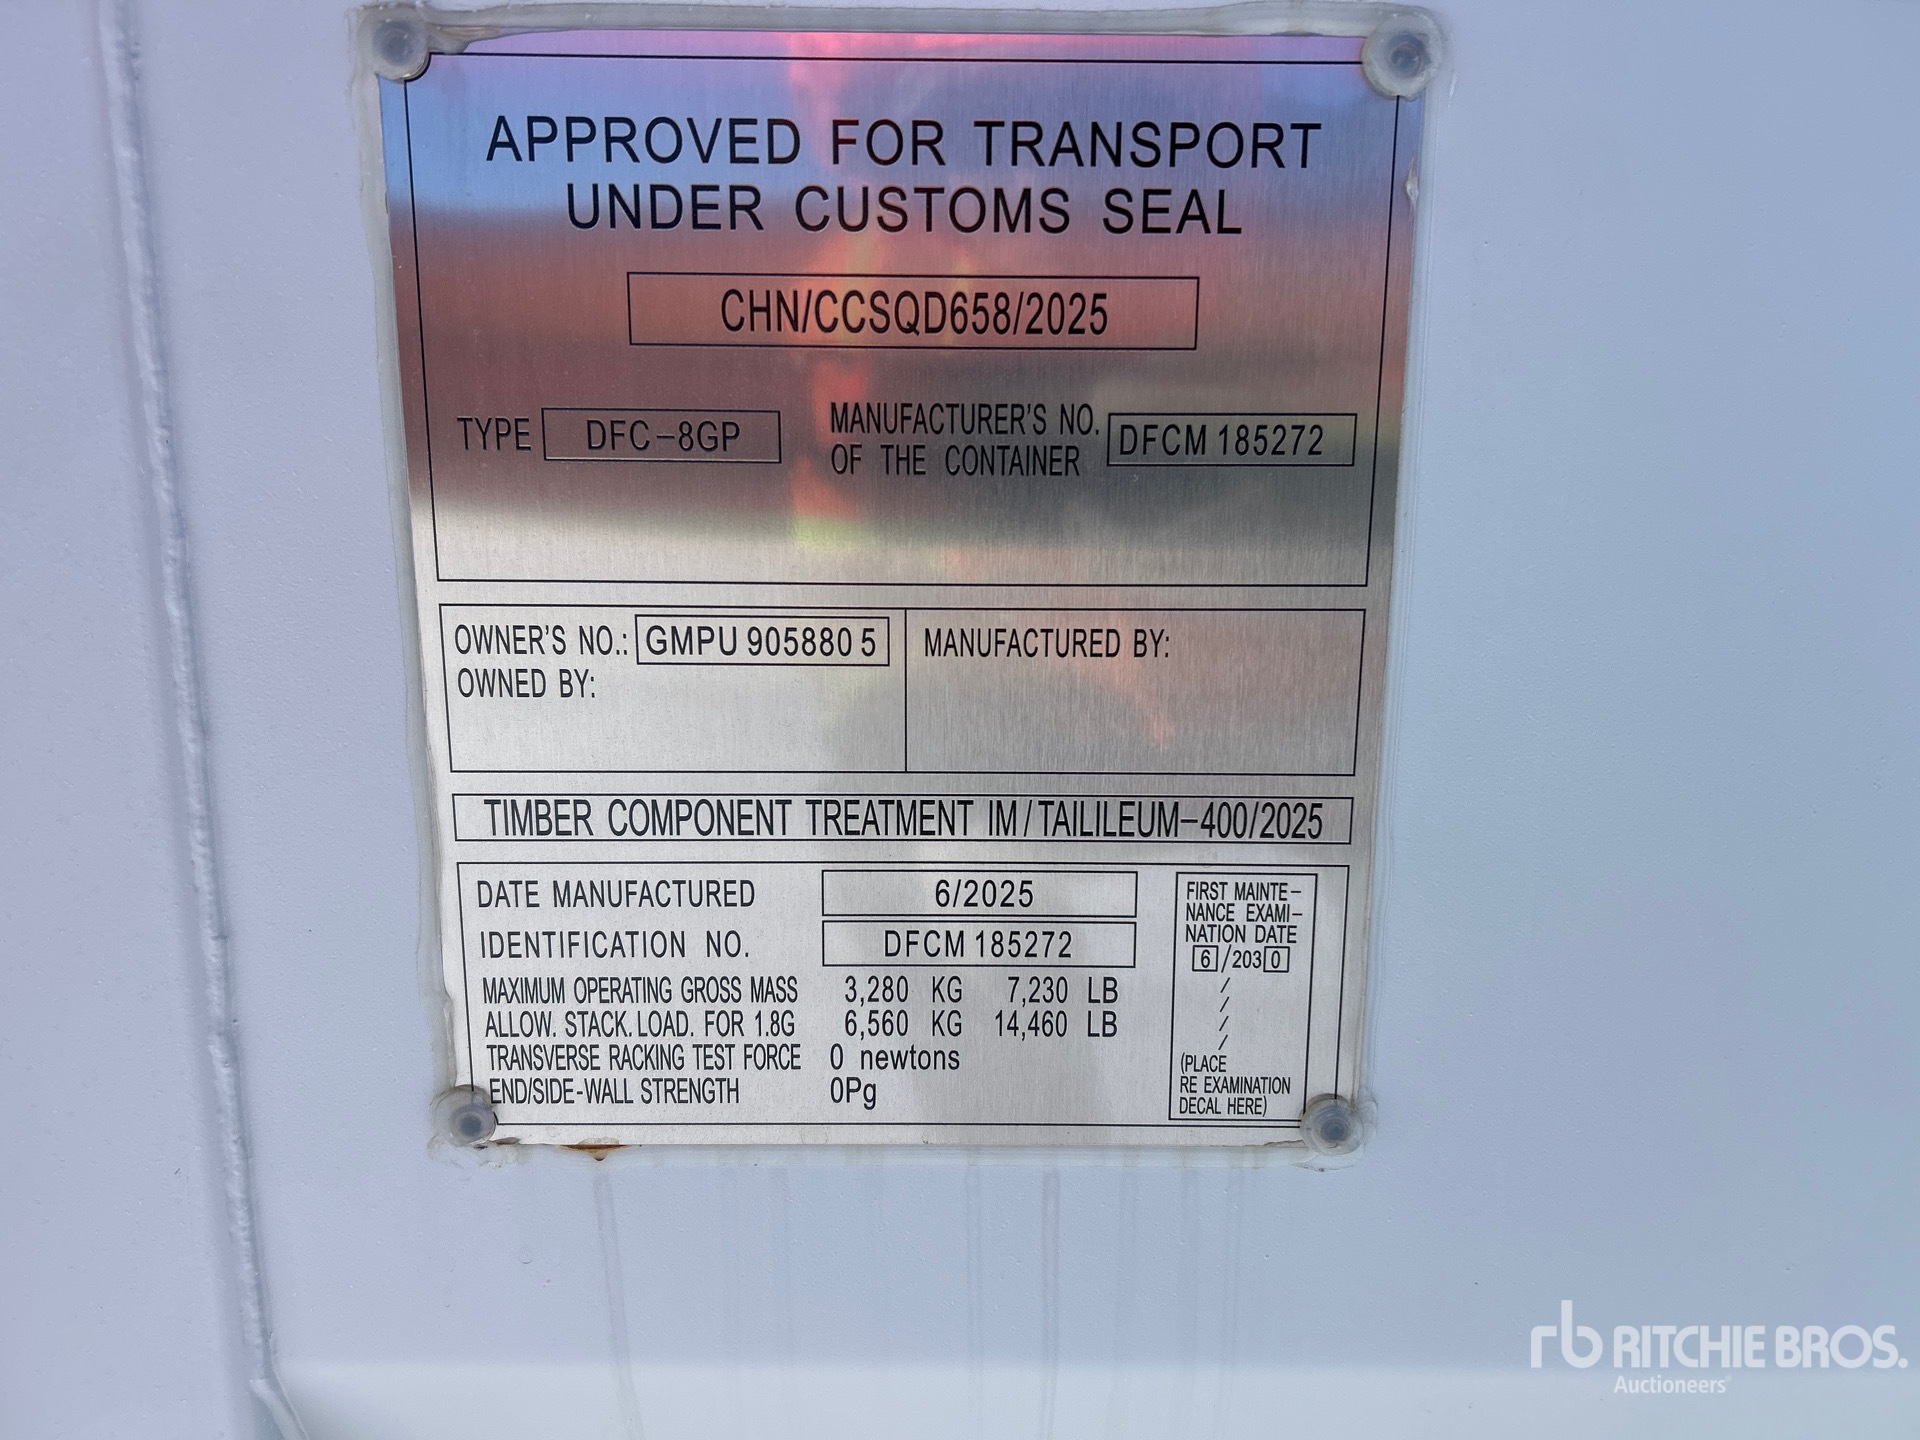 APPROVED FOR TRANSPORT
UNDER CUSTOMS SEAL
CHN/CCSQD658/2025
TYPE DFC-8GP
MANUFACTURER'S NO.
OF THE CONTAINER
DFCM 185272
OWNER'S NO.: GMPU 905880 5
OWNED BY:
MANUFACTURED BY:
TIMBER COMPONENT TREATMENT IM/TAILILEUM-400/2025
DATE MANUFACTURED 6/2025
IDENTIFICATION NO. DFCM 185272
MAXIMUM OPERATING GROSS MASS 3,280 KG 7,230 LB
ALLOW. STACK. LOAD. FOR 1.8G 6,560 KG 14,460 LB
TRANSVERSE RACKING TEST FORCE 0 newtons
END/SIDE-WALL STRENGTH 0Pg
FIRST MAINTE-
NANCE EXAMI-
NATION DATE
6/2030
/
/
/
/
(PLACE
RE EXAMINATION
DECAL HERE)
rb RITCHIE BROS.
Auctioneers